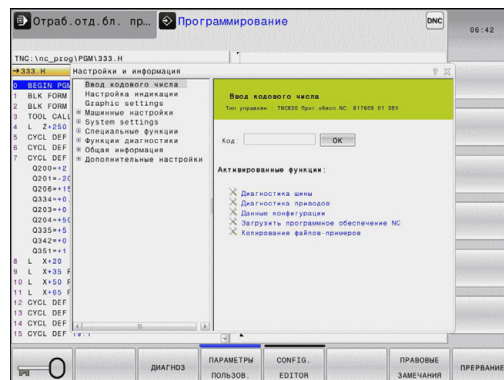 Отраб.отд.бл. пр…
Программирование
DNC
06:42
TNC:\nc_prog\PGM\333.H
→333.H
Настройки и информация
0 BEGIN PGM
1 BLK FORM
2 BLK FORM
3 TOOL CALL
4 L Z+250
5 CYCL DEF
6 CYCL DEF
7 CYCL DEF
Q200=+2
Q201=-20
Q206=+15
Q334=+0.
Q203=+0
Q204=+50
Q335=+5
Q342=+0
Q351=+1
8 L X+20
9 L X+35 F
10 L X+50 F
11 L X+65 F
12 CYCL DEF
13 CYCL DEF
14 CYCL DEF
15 CYCL DEF 19.1
Ввод кодового числа
Настройка индикации
Graphic settings
Машинные настройки
System settings
Специальные функции
Функции диагностики
Общая информация
Дополнительные настройки
Ввод кодового числа
Тип управлен.: TNC620 Прог.обесп NC: 817605 01 DEV
Код:
OK
Активированные функции:
Диагностика шины
Диагностика приводов
Данные конфигурации
Загрузить программное обеспечение NC
Копирование файлов-примеров
ДИАГНОЗ
ПАРАМЕТРЫ
ПОЛЬЗОВ.
CONFIG.
EDITOR
ПРАВОВЫЕ
ЗАМЕЧАНИЯ
ПРЕРВАНИЕ